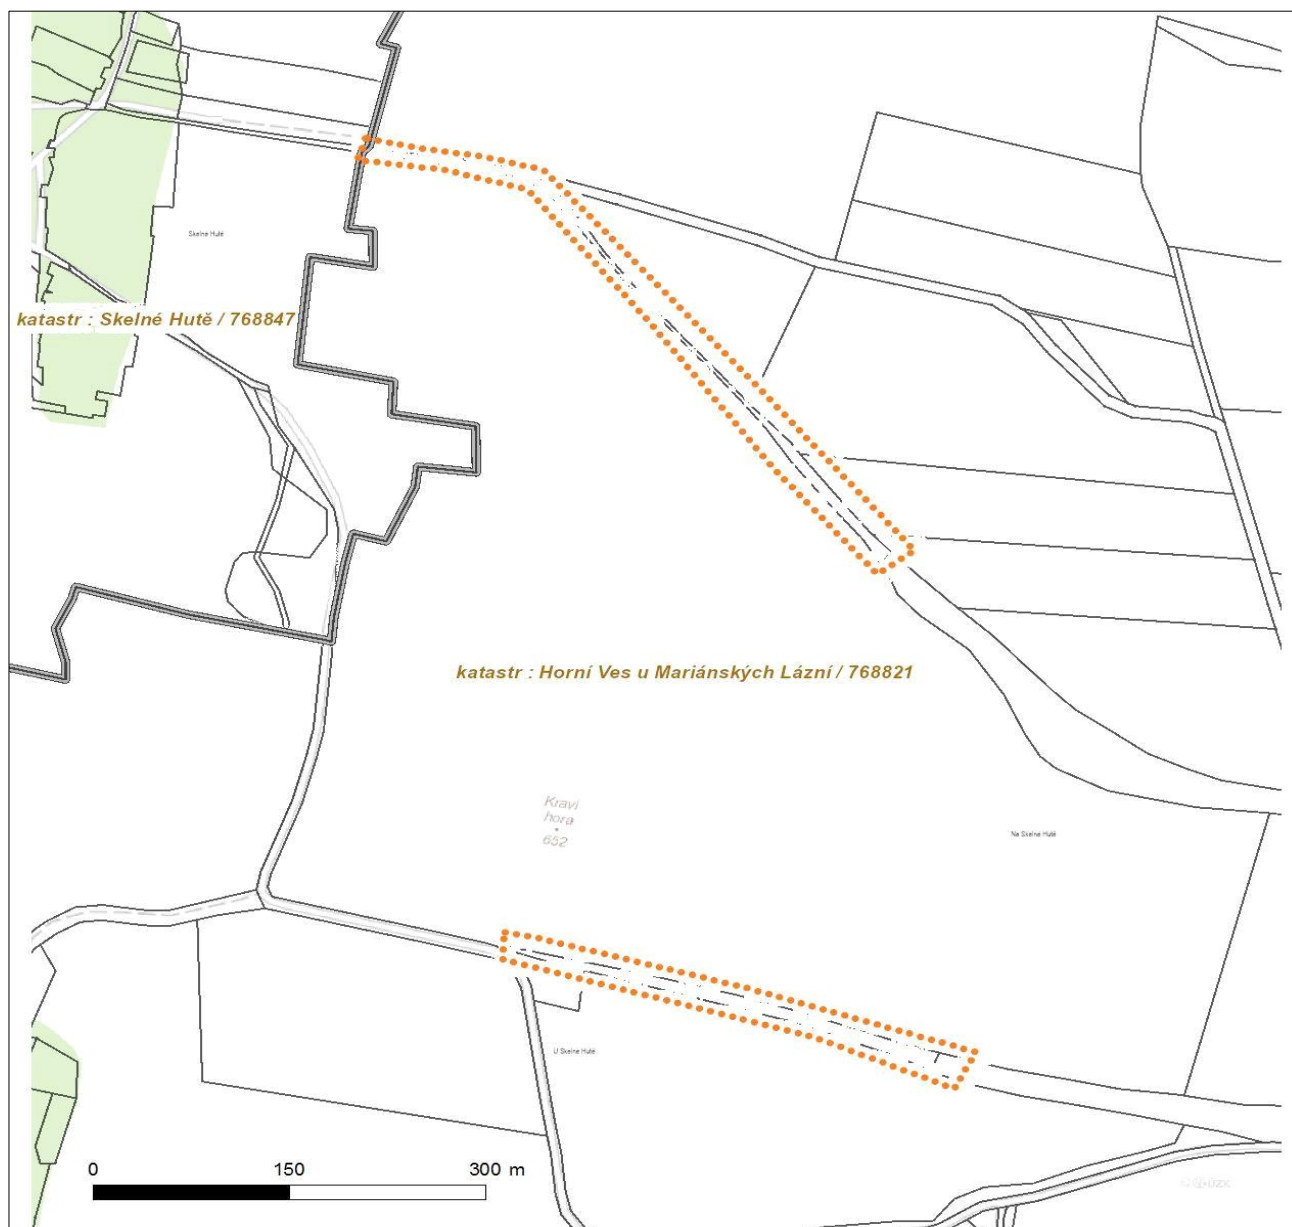 Skelné Hutě
katastr : Skelné Hutě / 768847
katastr : Horní Ves u Mariánských Lázní / 768821
Kraví
hora
652
Na Skelné Hutě
U Skelné Hutě
0 150 300 m
ČÚZK